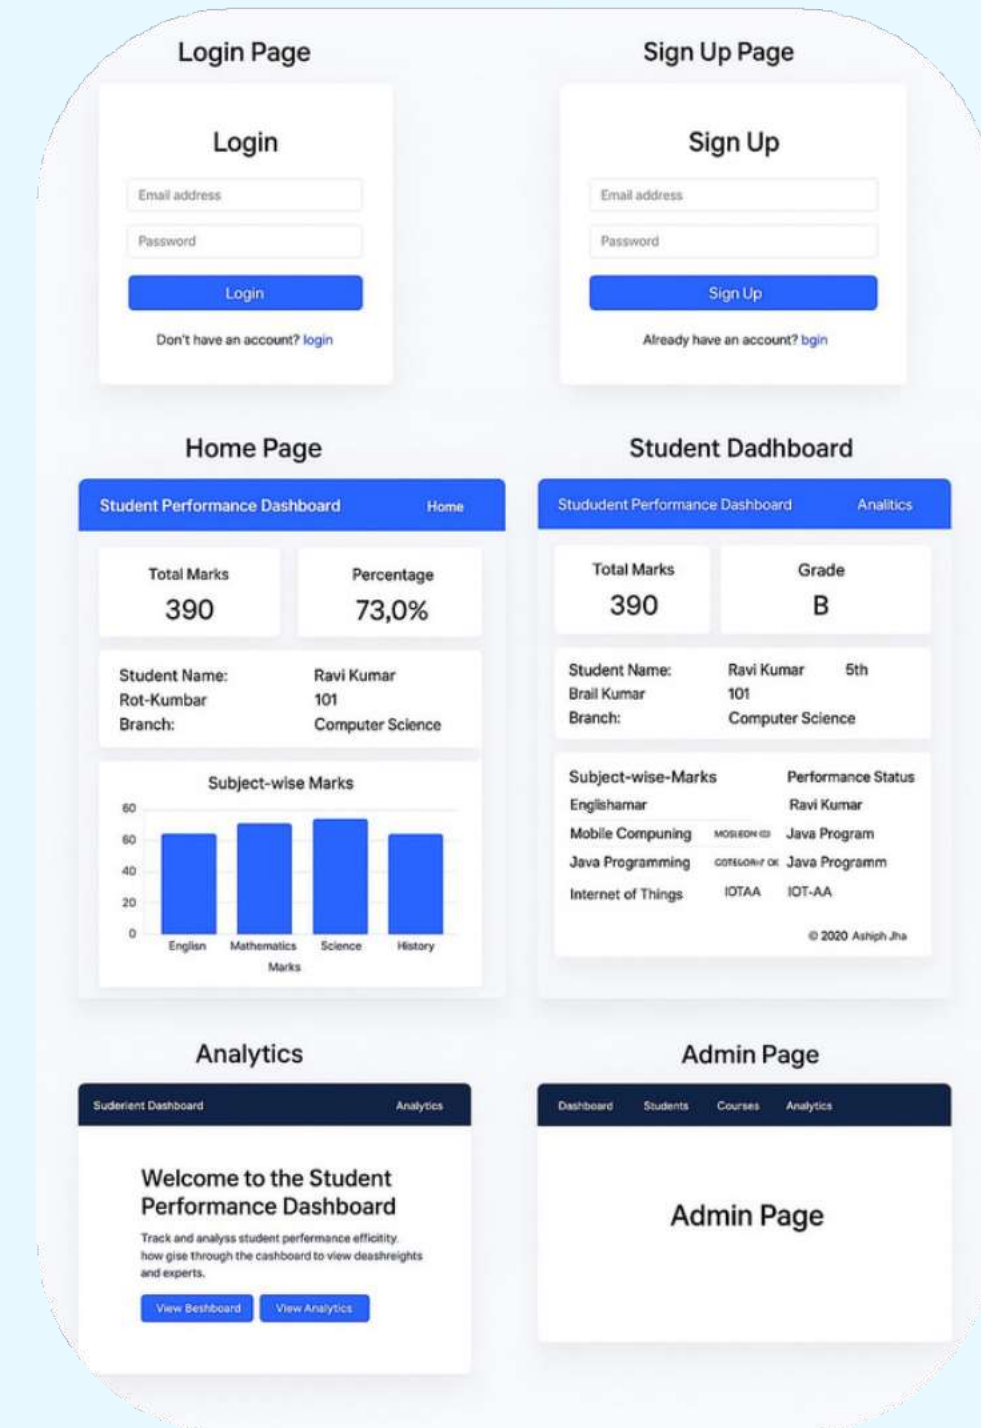 Login Page
Login
Email address
Password
Login
Don't have an account? login
Sign Up Page
Sign Up
Email address
Password
Sign Up
Already have an account? bgin
Home Page
Student Performance Dashboard Home
Total Marks Percentage
390 73,0%
Student Name: Ravi Kumar
Rot-Kumbar 101
Branch: Computer Science
Subject-wise Marks
60
60
40
20
0
Englisn Mathematics Science History
Marks
Student Dadhboard
Stududent Performance Dashboard Analitics
Total Marks Grade
390 B
Student Name: Ravi Kumar 5th
Brail Kumar 101
Branch: Computer Science
Subject-wise-Marks Performance Status
Englishamar Ravi Kumar
Mobile Compuning Java Program
Java Programming Java Programm
Internet of Things IOTAA IOT-AA
© 2020 Ashiph Jha
Analytics
Suderient Dashboard Analytics
Welcome to the Student
Performance Dashboard
Track and analyss student performance efficitity.
how gise through the cashboard to view deashreights
and experts.
View Beshboard View Analytics
Admin Page
Dashboard Students Courses Analytics
Admin Page